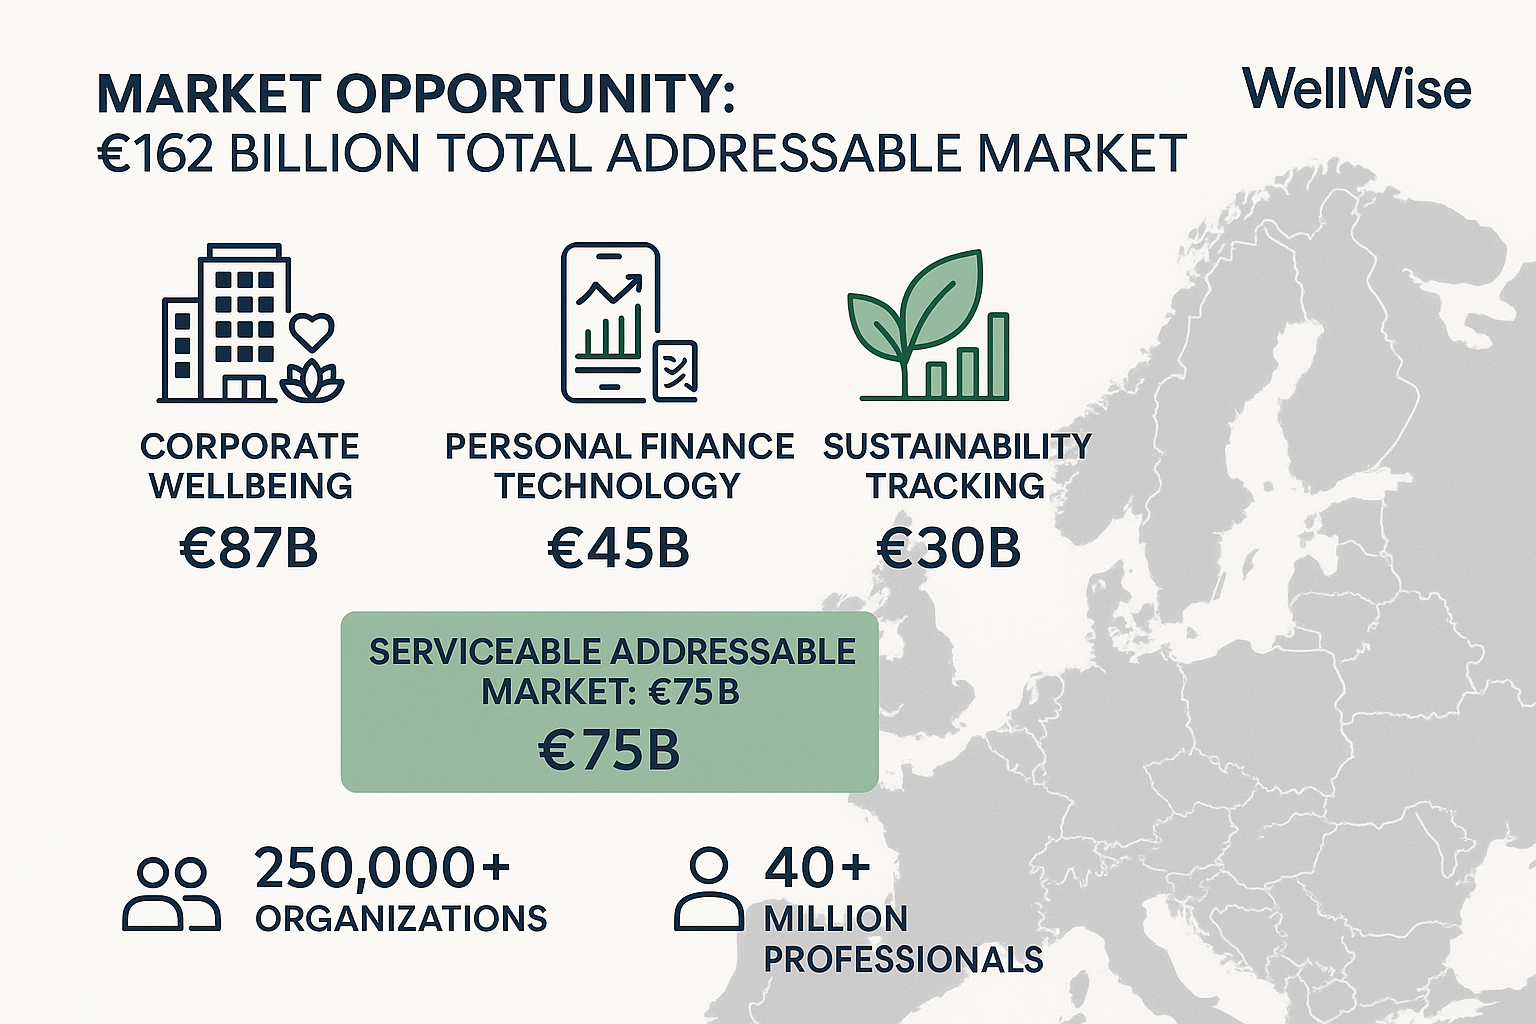 MARKET OPPORTUNITY:
€162 BILLION TOTAL ADDRESSABLE MARKET
WellWise
CORPORATE
WELLBEING
€87B
PERSONAL FINANCE
TECHNOLOGY
€45B
SUSTAINABILITY
TRACKING
€30B
SERVICEABLE ADDRESSABLE
MARKET: €75B
€75B
250,000+
ORGANIZATIONS
40+
MILLION
PROFESSIONALS